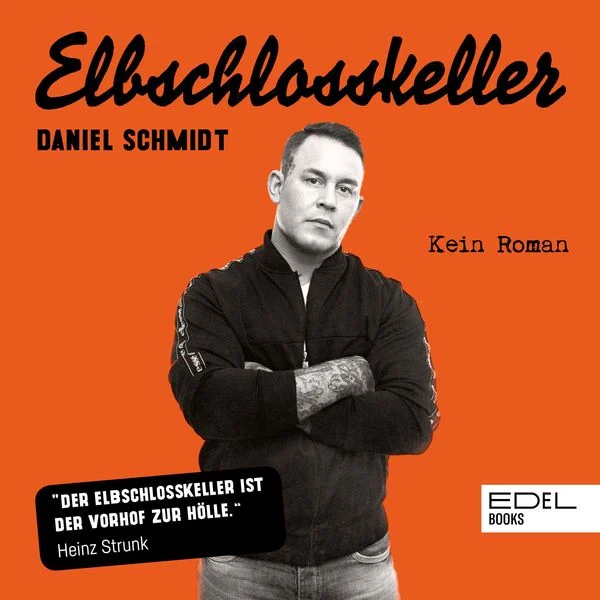 Elbschlosskeller
DANIEL SCHMIDT
Kein Roman
"DER ELBSCHLOSSKELLER IST
DER VORHOF ZUR HÖLLE."
Heinz Strunk
EDEL
BOOKS